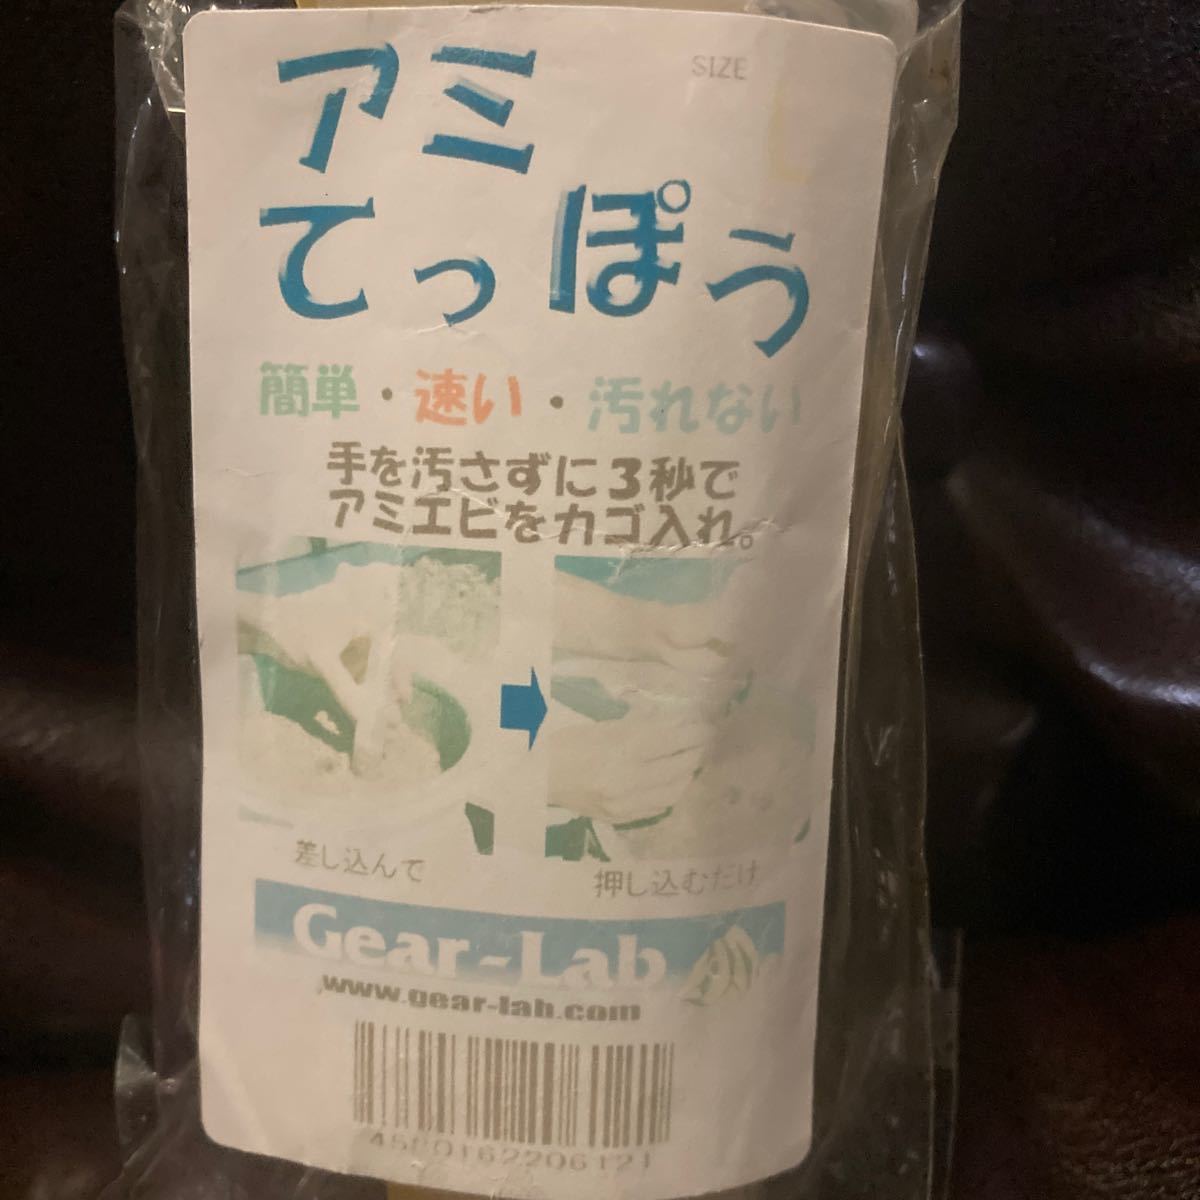 アミ
SIZE
てっぽう
簡単・速い・汚れない
手を汚さずに3秒で
アミエビをカゴ入れ。
差し込んで
押し込むだけ
Gear-Lab
www.gear-lab.com
4580162206121